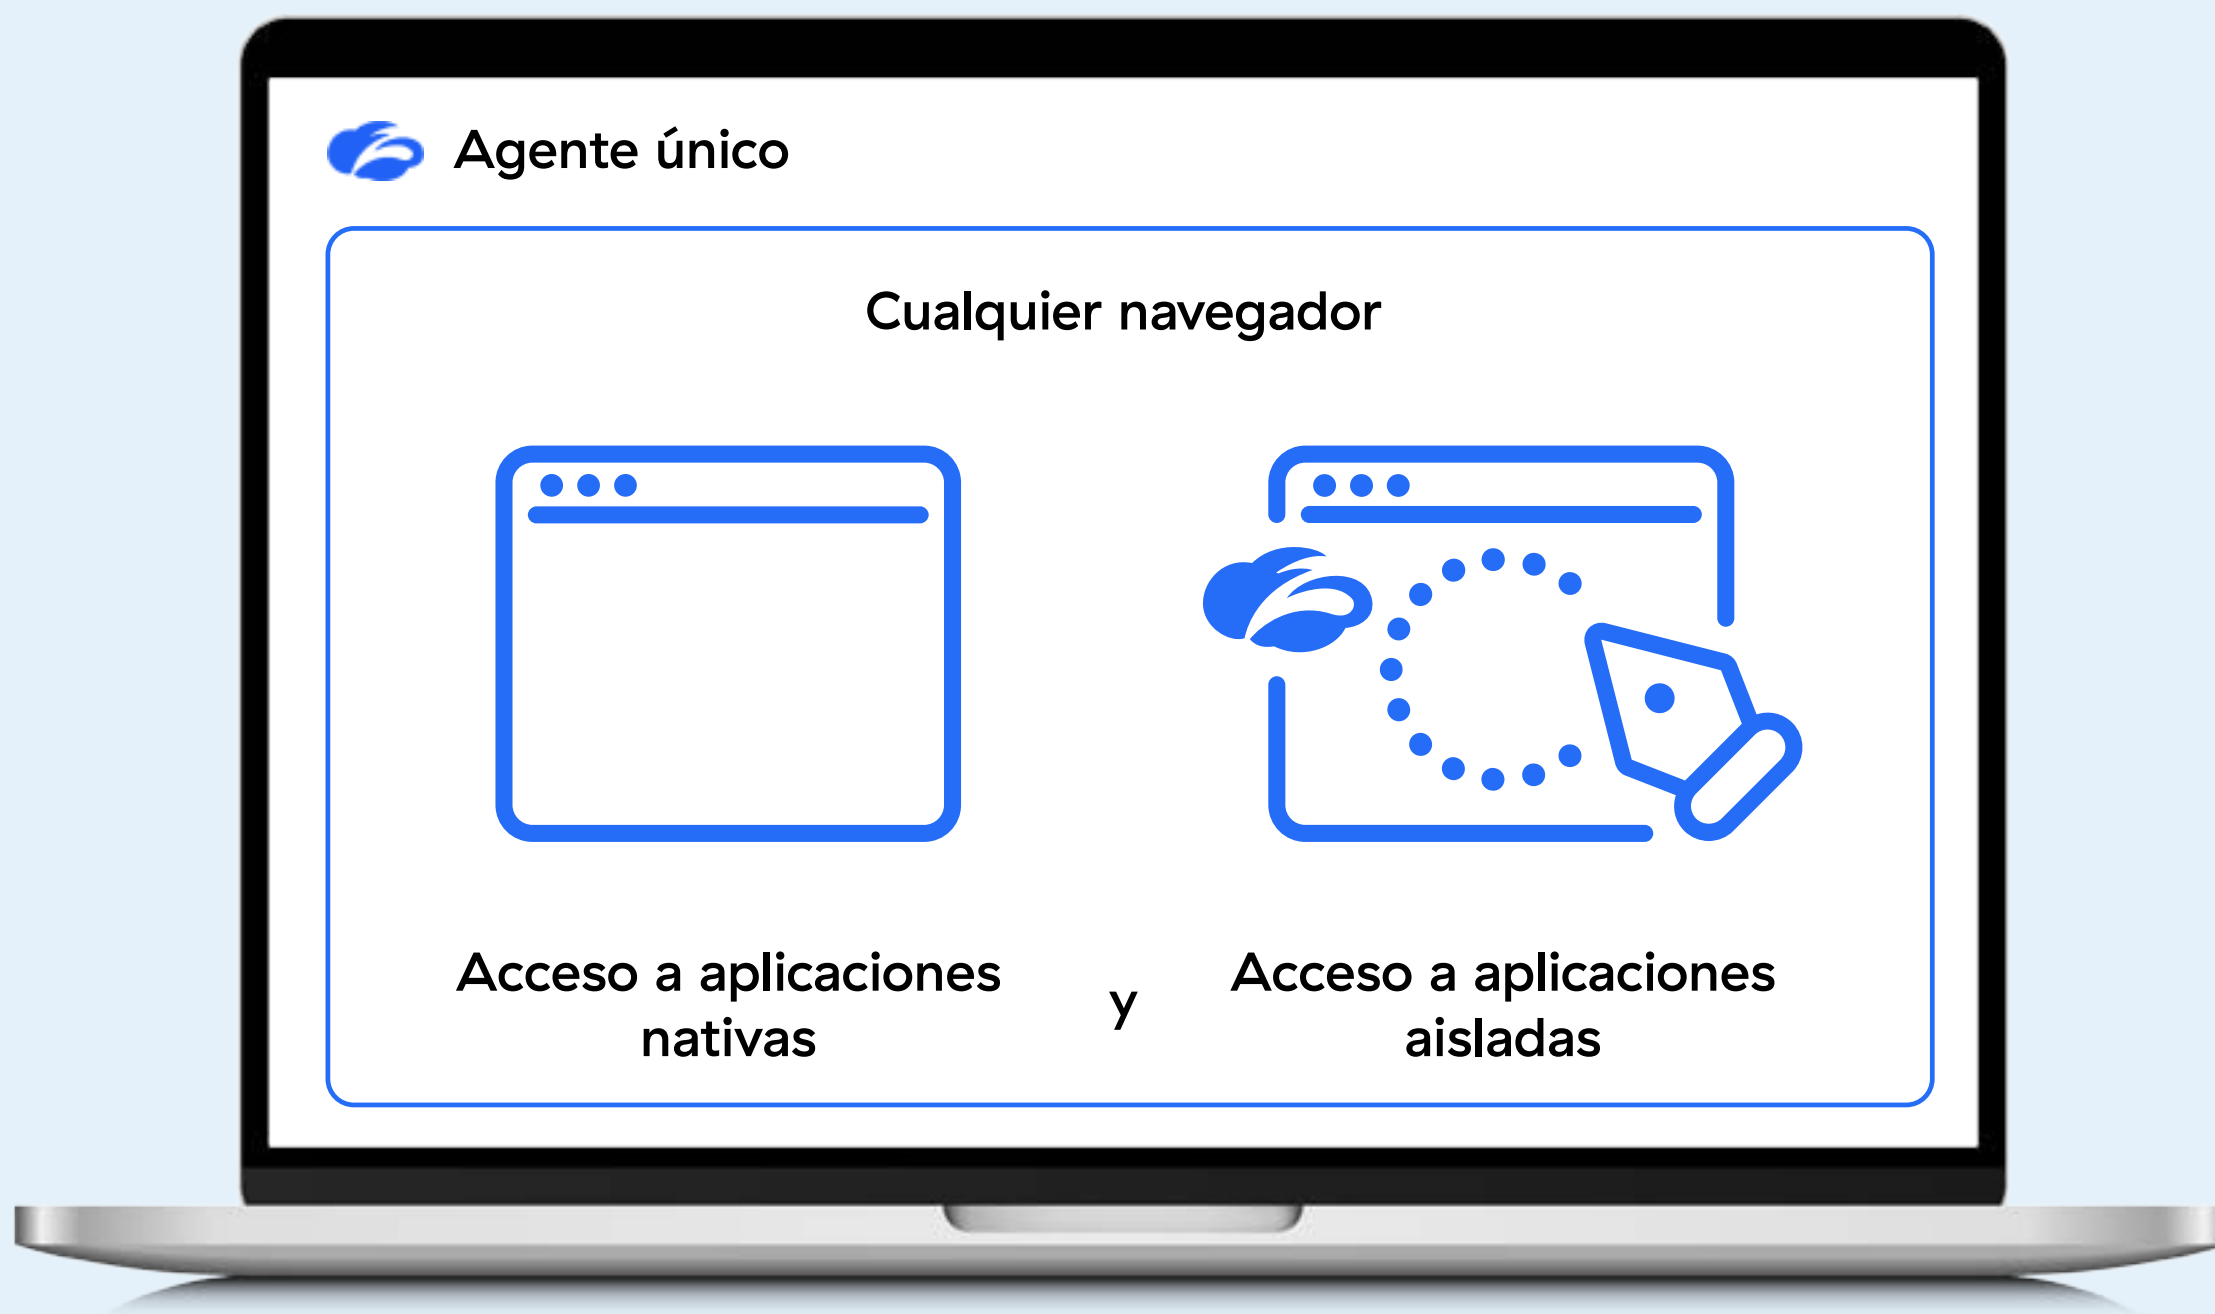 Agente único
Cualquier navegador
Acceso a aplicaciones
nativas
y
Acceso a aplicaciones
aisladas